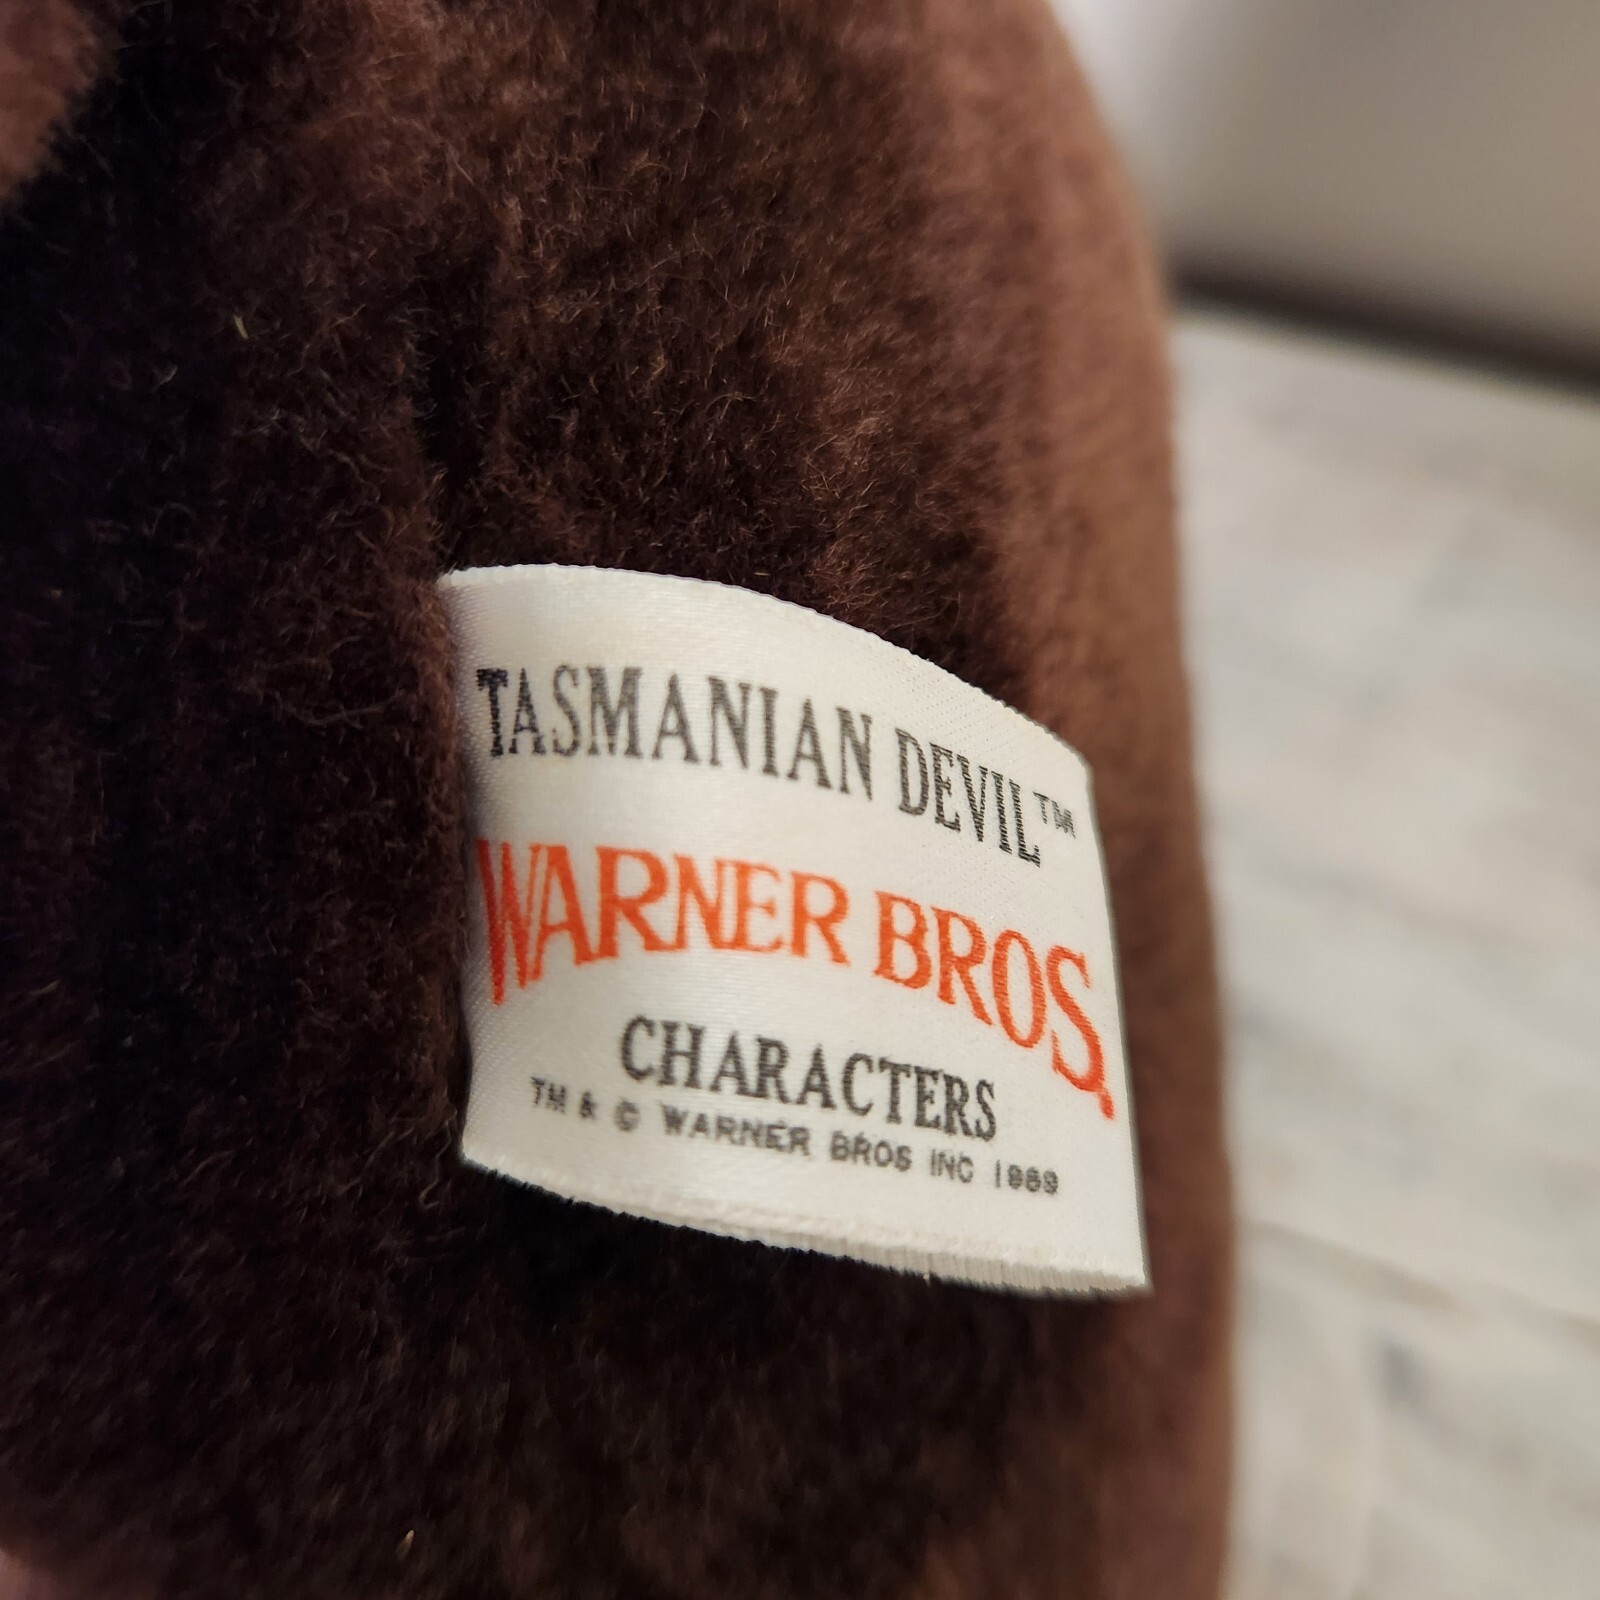 TASMANIAN DEVIL™
WARNER BROS.
CHARACTERS
TM & © WARNER BROS INC 1989